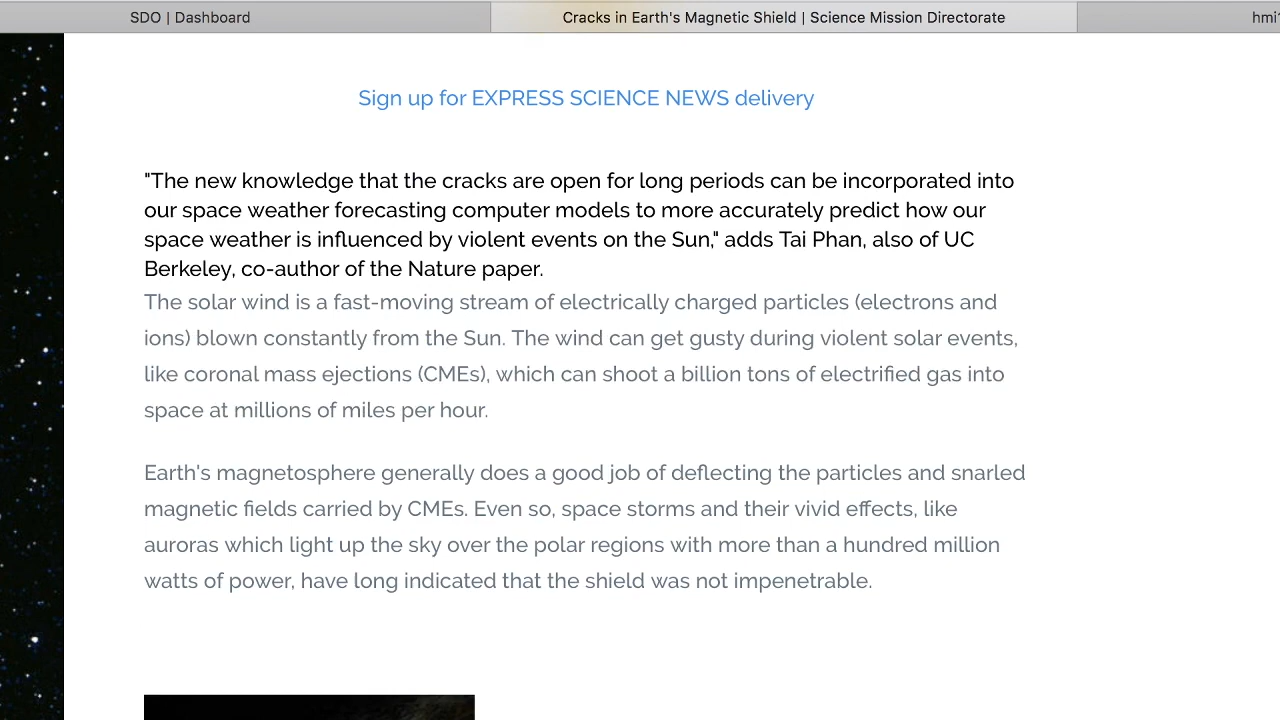 SDO | Dashboard
Cracks in Earth's Magnetic Shield | Science Mission Directorate
Sign up for EXPRESS SCIENCE NEWS delivery
"The new knowledge that the cracks are open for long periods can be incorporated into
our space weather forecasting computer models to more accurately predict how our
space weather is influenced by violent events on the Sun," adds Tai Phan, also of UC
Berkeley, co-author of the Nature paper.
The solar wind is a fast-moving stream of electrically charged particles (electrons and
ions) blown constantly from the Sun. The wind can get gusty during violent solar events,
like coronal mass ejections (CMEs), which can shoot a billion tons of electrified gas into
space at millions of miles per hour.
Earth's magnetosphere generally does a good job of deflecting the particles and snarled
magnetic fields carried by CMEs. Even so, space storms and their vivid effects, like
auroras which light up the sky over the polar regions with more than a hundred million
watts of power, have long indicated that the shield was not impenetrable.